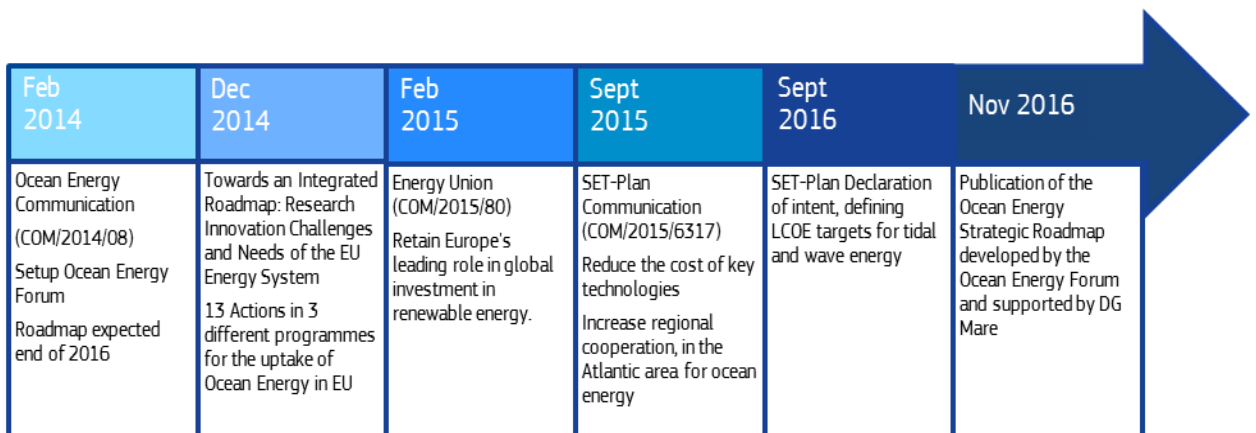 Feb
2014
Dec
2014
Feb
2015
Sept
2015
Sept
2016
Nov 2016
Ocean Energy
Communication
(COM/2014/08)
Setup Ocean Energy
Forum
Roadmap expected
end of 2016
Towards an Integrated
Roadmap: Research
Innovation Challenges
and Needs of the EU
Energy System
13 Actions in 3
different programmes
for the uptake of
Ocean Energy in EU
Energy Union
(COM/2015/80)
Retain Europe's
leading role in global
investment in
renewable energy.
SET-Plan
Communication
(COM/2015/6317)
Reduce the cost of key
technologies
Increase regional
cooperation, in the
Atlantic area for ocean
energy
SET-Plan Declaration
of intent, defining
LCOE targets for tidal
and wave energy
Publication of the
Ocean Energy
Strategic Roadmap
developed by the
Ocean Energy Forum
and supported by DG
Mare